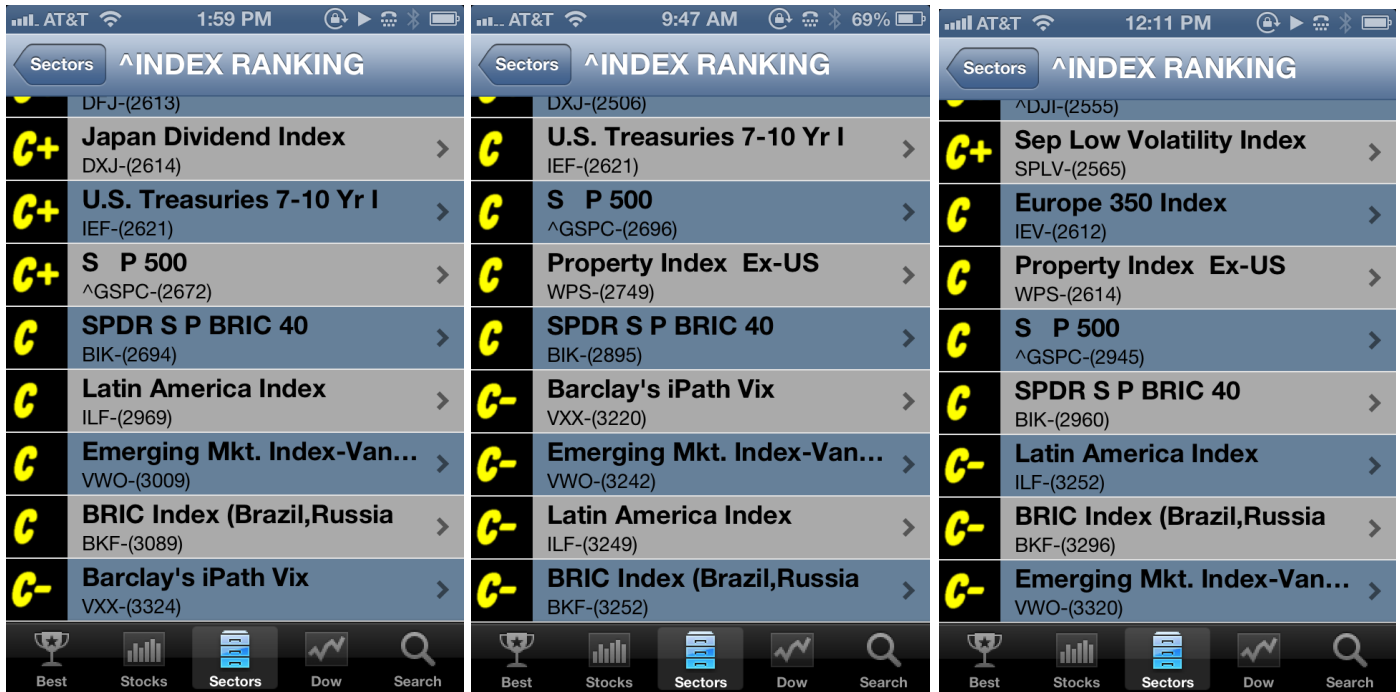 AT&T 1:59 PM
Sectors ^INDEX RANKING
DFJ-(2613)
C+ Japan Dividend Index
DXJ-(2614)
C+ U.S. Treasuries 7-10 Yr I
IEF-(2621)
C+ S P 500
^GSPC-(2672)
C SPDR S P BRIC 40
BIK-(2694)
C Latin America Index
ILF-(2969)
C Emerging Mkt. Index-Van...
VWO-(3009)
C BRIC Index (Brazil,Russia
BKF-(3089)
C- Barclay's iPath Vix
VXX-(3324)
Best Stocks Sectors Dow Search
AT&T 9:47 AM 69%
Sectors ^INDEX RANKING
C DXJ-(2506)
C U.S. Treasuries 7-10 Yr I
IEF-(2621)
C S P 500
^GSPC-(2696)
C Property Index Ex-US
WPS-(2749)
C SPDR S P BRIC 40
BIK-(2895)
C- Barclay's iPath Vix
VXX-(3220)
C- Emerging Mkt. Index-Van...
VWO-(3242)
C- Latin America Index
ILF-(3249)
C- BRIC Index (Brazil,Russia
BKF-(3252)
Best Stocks Sectors Dow Search
AT&T 12:11 PM
Sectors ^INDEX RANKING
^DJI-(2555)
C+ Sep Low Volatility Index
SPLV-(2565)
C Europe 350 Index
IEV-(2612)
C Property Index Ex-US
WPS-(2614)
C S P 500
^GSPC-(2945)
C SPDR S P BRIC 40
BIK-(2960)
C- Latin America Index
ILF-(3252)
C- BRIC Index (Brazil,Russia
BKF-(3296)
C- Emerging Mkt. Index-Van...
VWO-(3320)
Best Stocks Sectors Dow Search